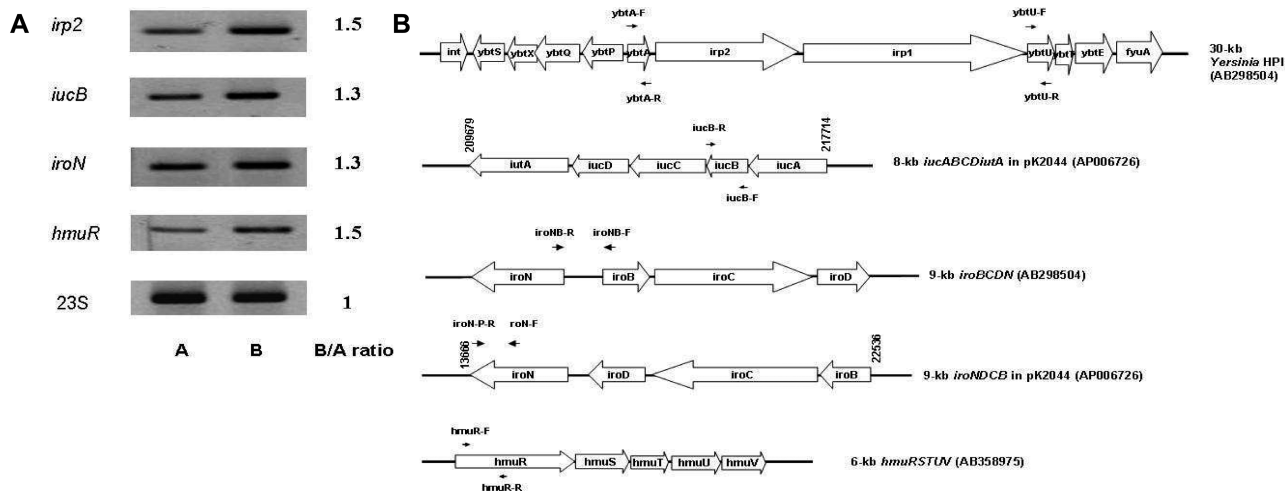 A
irp2 1.5
iucB 1.3
iroN 1.3
hmuR 1.5
23S 1
A B B/A ratio
B
ybtA-F ybtU-F
int ybtS ybtX ybtQ ybtP ybtA irp2 irp1 ybtU ybtT ybtE fyuA
ybtA-R ybtU-R
30-kb
Yersinia HPI
(AB298504)
209679 iucB-R 217714
iutA iucD iucC iucB iucA
iucB-F
8-kb iucABCDiutA in pK2044 (AP006726)
iroNB-R iroNB-F
iroN iroB iroC iroD
9-kb iroBCDN (AB298504)
iroN-P-R roN-F
13666 22536
iroN iroD iroC iroB
9-kb iroNDCB in pK2044 (AP006726)
hmuR-F
hmuR hmuS hmuT hmuU hmuV
hmuR-R
6-kb hmuRSTUV (AB358975)